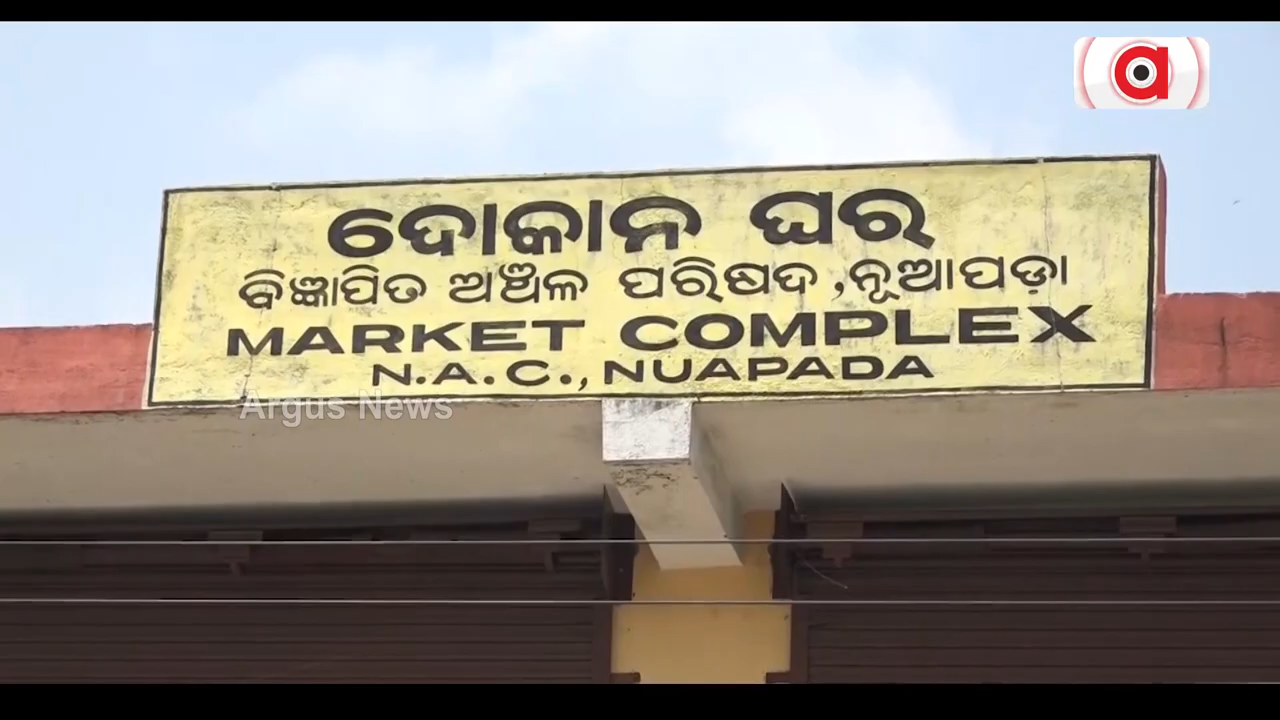 a
ଦୋକାନ ଘର
ବିଜ୍ଞାପିତ ଅଞ୍ଚଳ ପରିଷଦ ,ନୂଆପଡ଼ା
MARKET COMPLEX
N.A.C., NUAPADA
Argus News